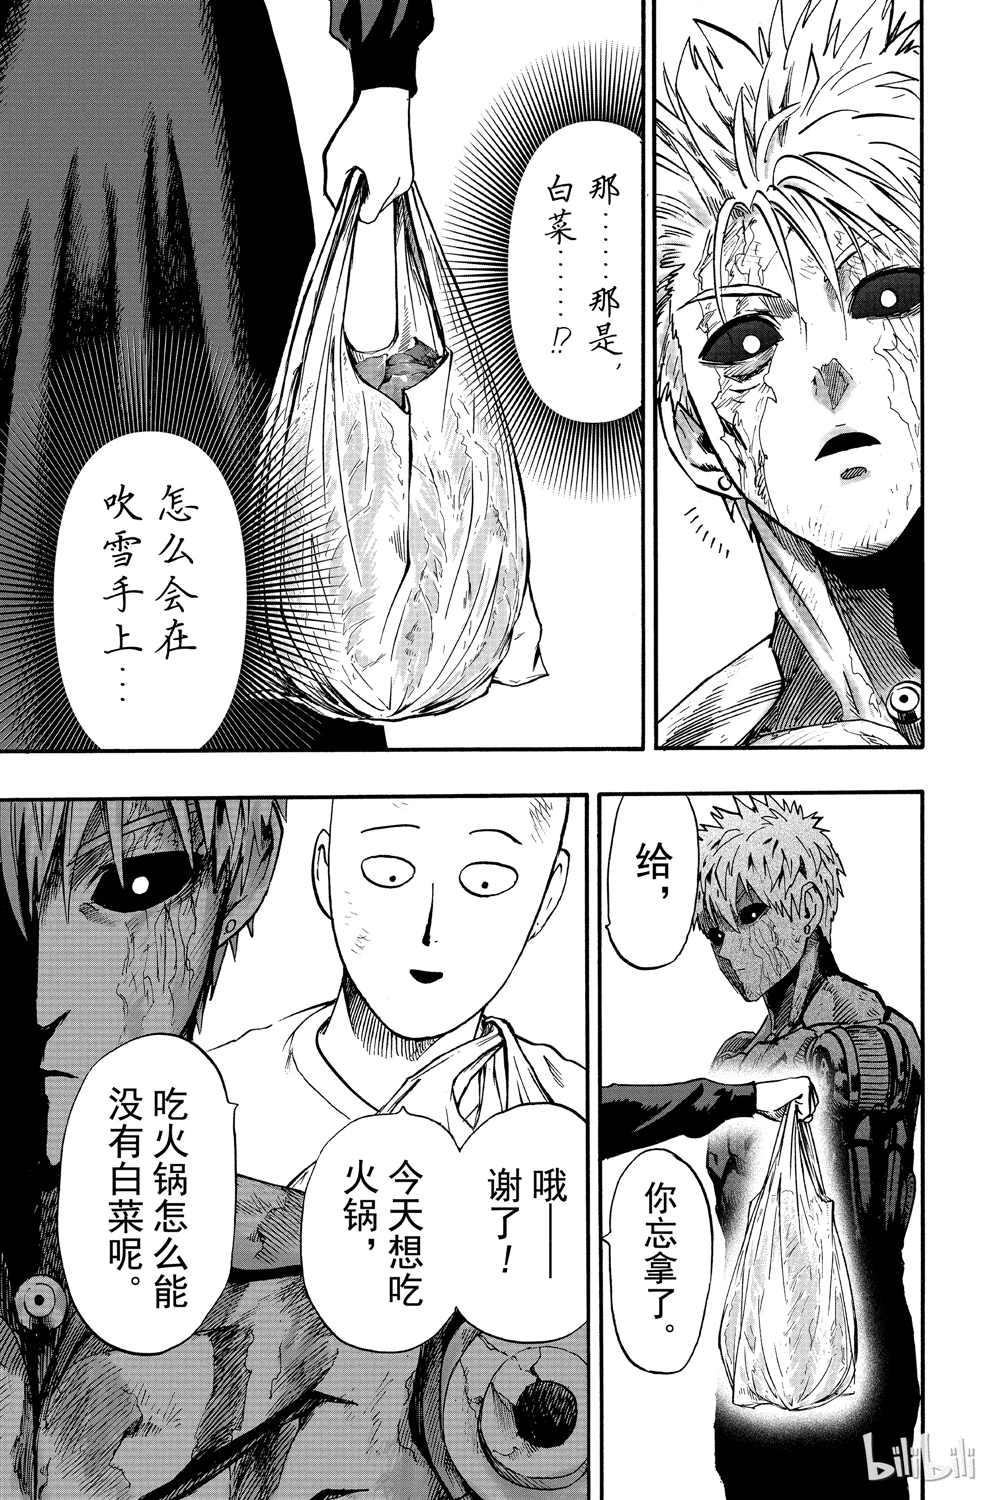 那………那是，
白菜………!?
怎么会在
吹雪手上…
给，
你忘拿了。
哦——
谢了！
今天想吃
火锅，
吃火锅怎么能
没有白菜呢。
bilibili